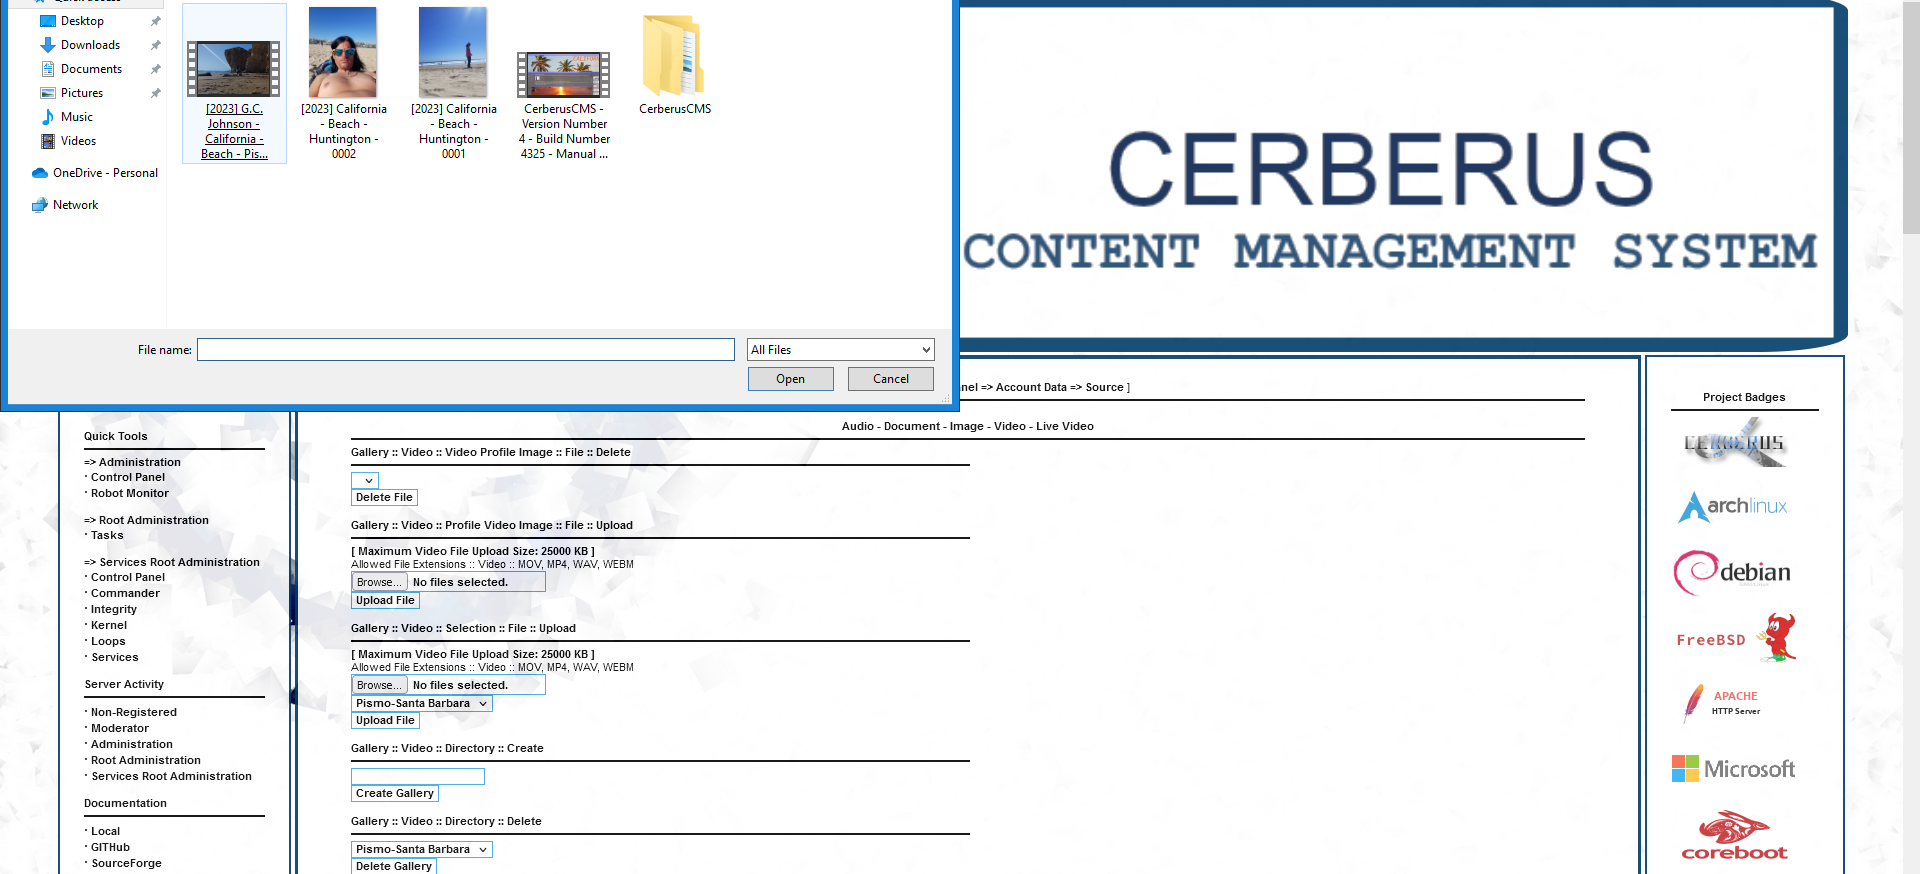 Desktop
Downloads
Documents
Pictures
Music
Videos
OneDrive - Personal
Network
[2023] G.C.
Johnson -
California -
Beach - Pis...
[2023] California
- Beach -
Huntington -
0002
[2023] California
- Beach -
Huntington -
0001
CerberusCMS -
Version Number
4 - Build Number
4325 - Manual ...
CerberusCMS
File name:
All Files
Open
Cancel
CERBERUS
CONTENT MANAGEMENT SYSTEM
nel => Account Data => Source ]
Quick Tools
=> Administration
· Control Panel
· Robot Monitor
=> Root Administration
· Tasks
=> Services Root Administration
· Control Panel
· Commander
· Integrity
· Kernel
· Loops
· Services
Server Activity
· Non-Registered
· Moderator
· Administration
· Root Administration
· Services Root Administration
Documentation
· Local
· GITHub
· SourceForge
Audio - Document - Image - Video - Live Video
Gallery :: Video :: Video Profile Image :: File :: Delete
Delete File
Gallery :: Video :: Profile Video Image :: File :: Upload
[ Maximum Video File Upload Size: 25000 KB ]
Allowed File Extensions :: Video :: MOV, MP4, WAV, WEBM
Browse... No files selected.
Upload File
Gallery :: Video :: Selection :: File :: Upload
[ Maximum Video File Upload Size: 25000 KB ]
Allowed File Extensions :: Video :: MOV, MP4, WAV, WEBM
Browse... No files selected.
Pismo-Santa Barbara
Upload File
Gallery :: Video :: Directory :: Create
Create Gallery
Gallery :: Video :: Directory :: Delete
Pismo-Santa Barbara
Delete Gallery
Project Badges
CERBERUS
archlinux
debian
FreeBSD
APACHE
HTTP Server
Microsoft
coreboot